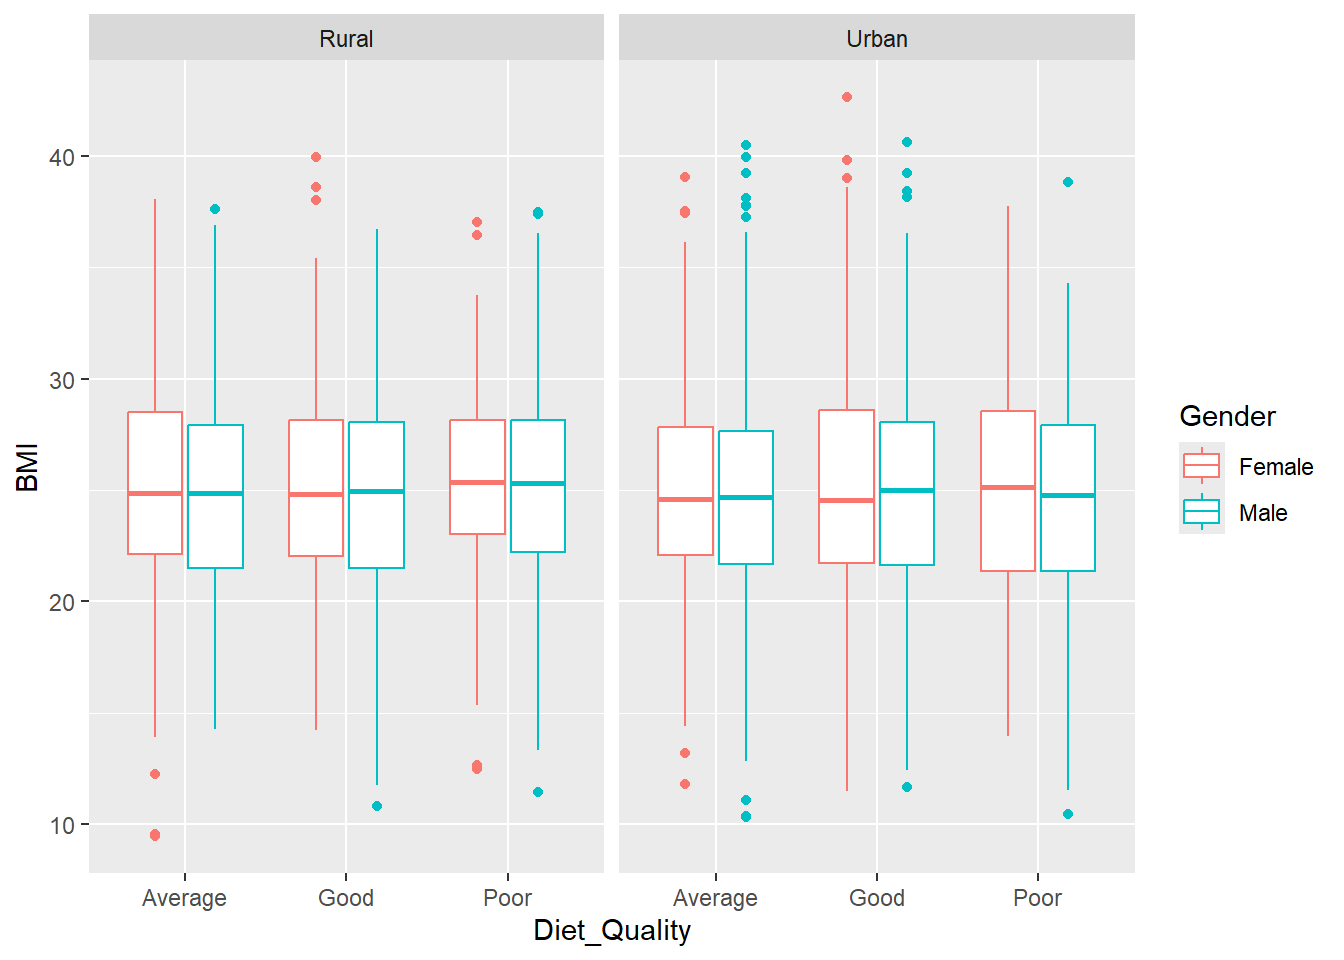 Rural
Urban
40
30
20
10
BMI
Average
Good
Poor
Average
Good
Poor
Diet_Quality
Gender
Female
Male